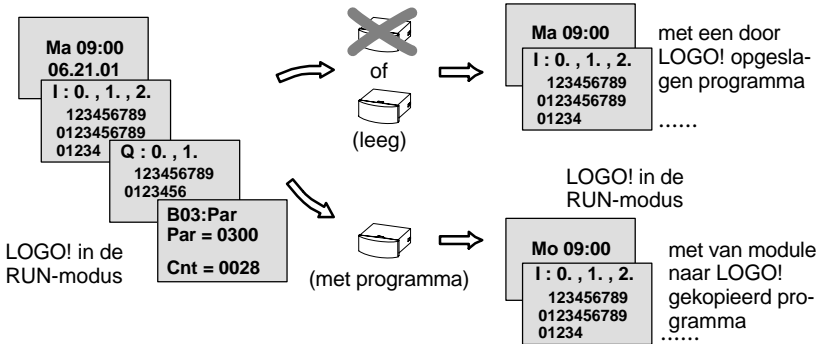 Ma 09:00
06.21.01
I : 0. , 1. , 2.
123456789
0123456789
01234
Q : 0. , 1.
123456789
0123456
B03:Par
Par = 0300
Cnt = 0028
LOGO! in de
RUN-modus
of
(leeg)
(met programma)
Ma 09:00
I : 0. , 1. , 2.
123456789
0123456789
01234
met een door
LOGO! opgesla-
gen programma
......
LOGO! in de
RUN-modus
Mo 09:00
I : 0. , 1. , 2.
123456789
0123456789
01234
met van module
naar LOGO!
gekopieerd pro-
gramma
......